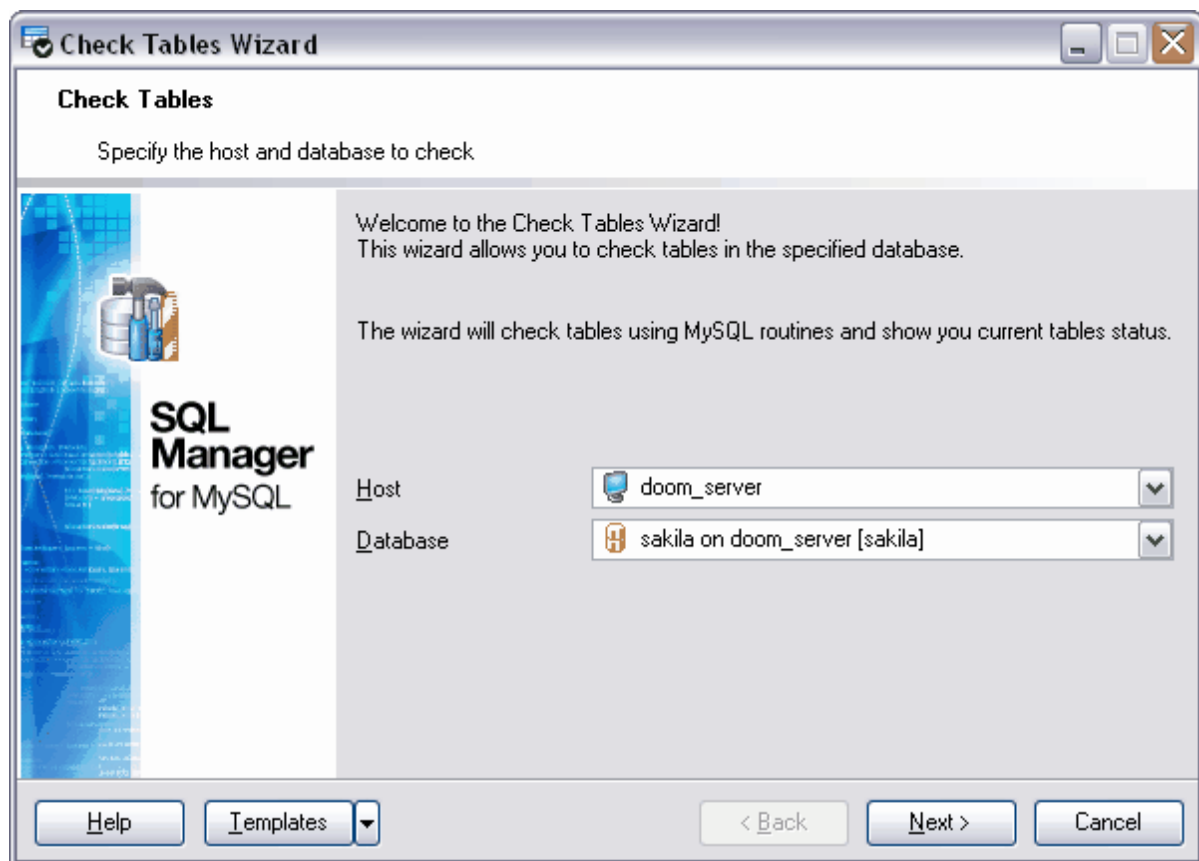 Check Tables Wizard
Check Tables
Specify the host and database to check
Welcome to the Check Tables Wizard!
This wizard allows you to check tables in the specified database.
The wizard will check tables using MySQL routines and show you current tables status.
SQL
Manager
for MySQL
Host
doom_server
Database
sakila on doom_server [sakila]
Help
Templates
< Back
Next >
Cancel